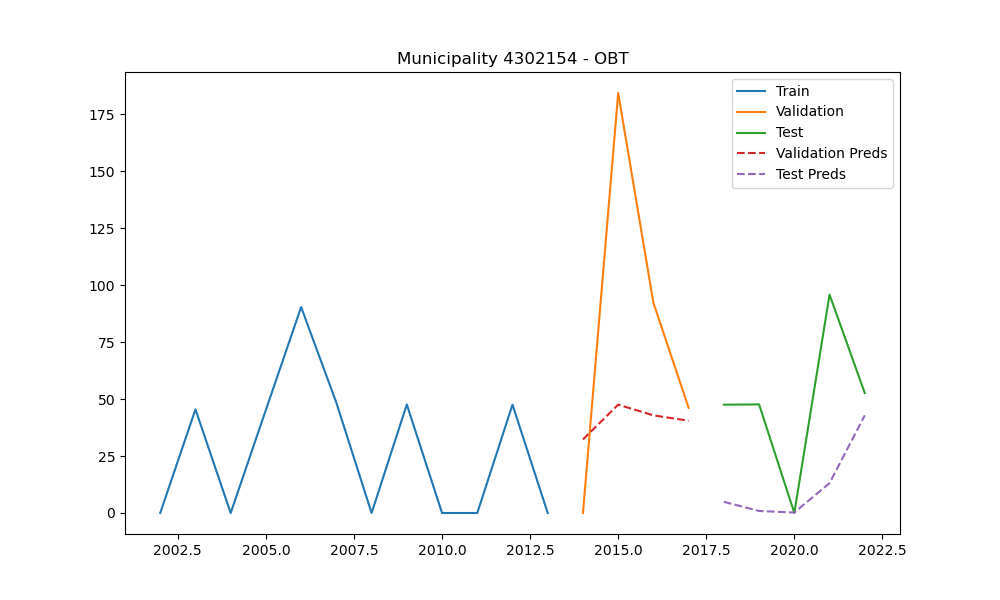 Municipality 4302154 - OBT
Train
Validation
Test
Validation Preds
Test Preds
175
150
125
100
75
50
25
0
2002.5 2005.0 2007.5 2010.0 2012.5 2015.0 2017.5 2020.0 2022.5